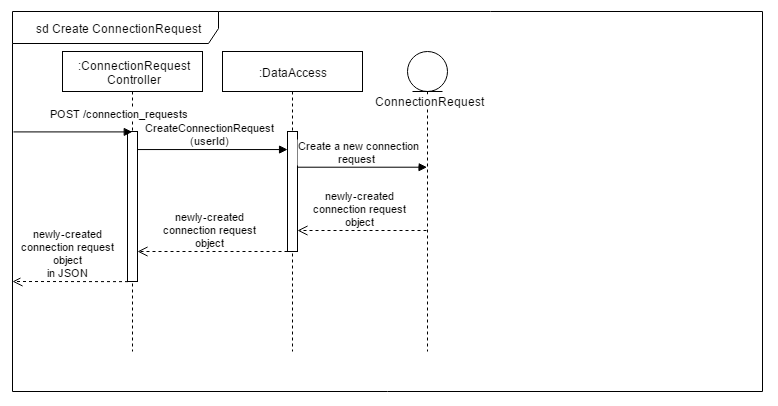 sd Create ConnectionRequest
:ConnectionRequest
Controller
:DataAccess
ConnectionRequest
POST /connection_requests
CreateConnectionRequest
(userId)
Create a new connection
request
newly-created
connection request
object
newly-created
connection request
object
newly-created
connection request
object
in JSON